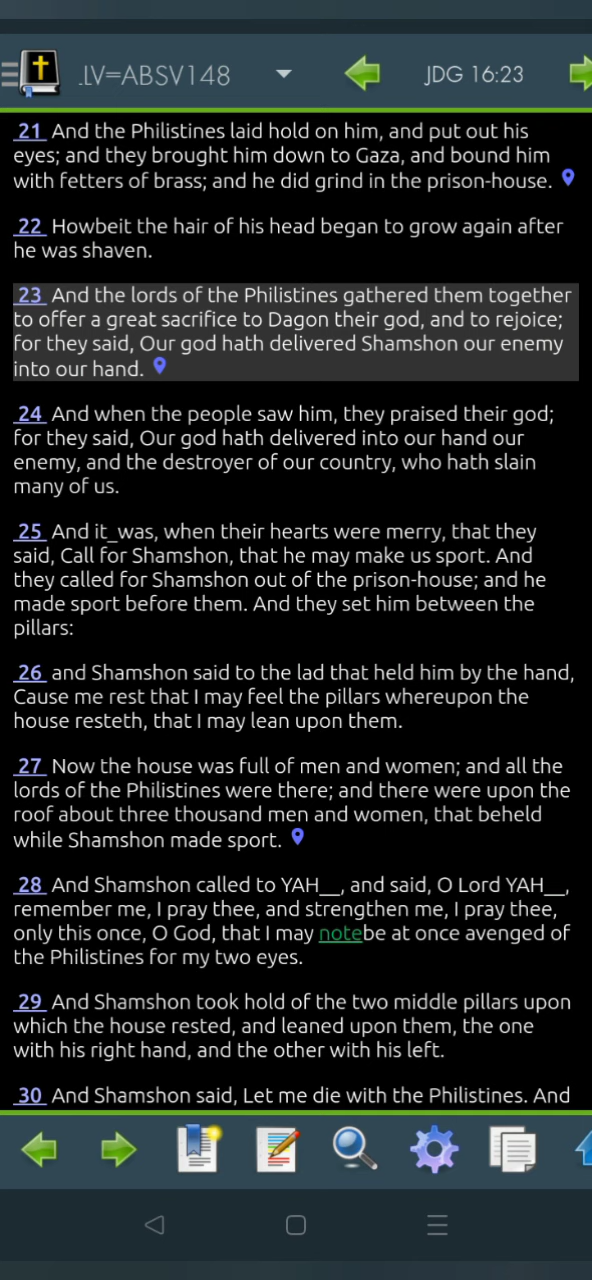 .LV=ABSV148
JDG 16:23
21 And the Philistines laid hold on him, and put out his
eyes; and they brought him down to Gaza, and bound him
with fetters of brass; and he did grind in the prison-house.
22 Howbeit the hair of his head began to grow again after
he was shaven.
23 And the lords of the Philistines gathered them together
to offer a great sacrifice to Dagon their god, and to rejoice;
for they said, Our god hath delivered Shamshon our enemy
into our hand.
24 And when the people saw him, they praised their god;
for they said, Our god hath delivered into our hand our
enemy, and the destroyer of our country, who hath slain
many of us.
25 And it_was, when their hearts were merry, that they
said, Call for Shamshon, that he may make us sport. And
they called for Shamshon out of the prison-house; and he
made sport before them. And they set him between the
pillars:
26 and Shamshon said to the lad that held him by the hand,
Cause me rest that I may feel the pillars whereupon the
house resteth, that I may lean upon them.
27 Now the house was full of men and women; and all the
lords of the Philistines were there; and there were upon the
roof about three thousand men and women, that beheld
while Shamshon made sport.
28 And Shamshon called to YAH__, and said, O Lord YAH__,
remember me, I pray thee, and strengthen me, I pray thee,
only this once, O God, that I may notebe at once avenged of
the Philistines for my two eyes.
29 And Shamshon took hold of the two middle pillars upon
which the house rested, and leaned upon them, the one
with his right hand, and the other with his left.
30 And Shamshon said, Let me die with the Philistines. And